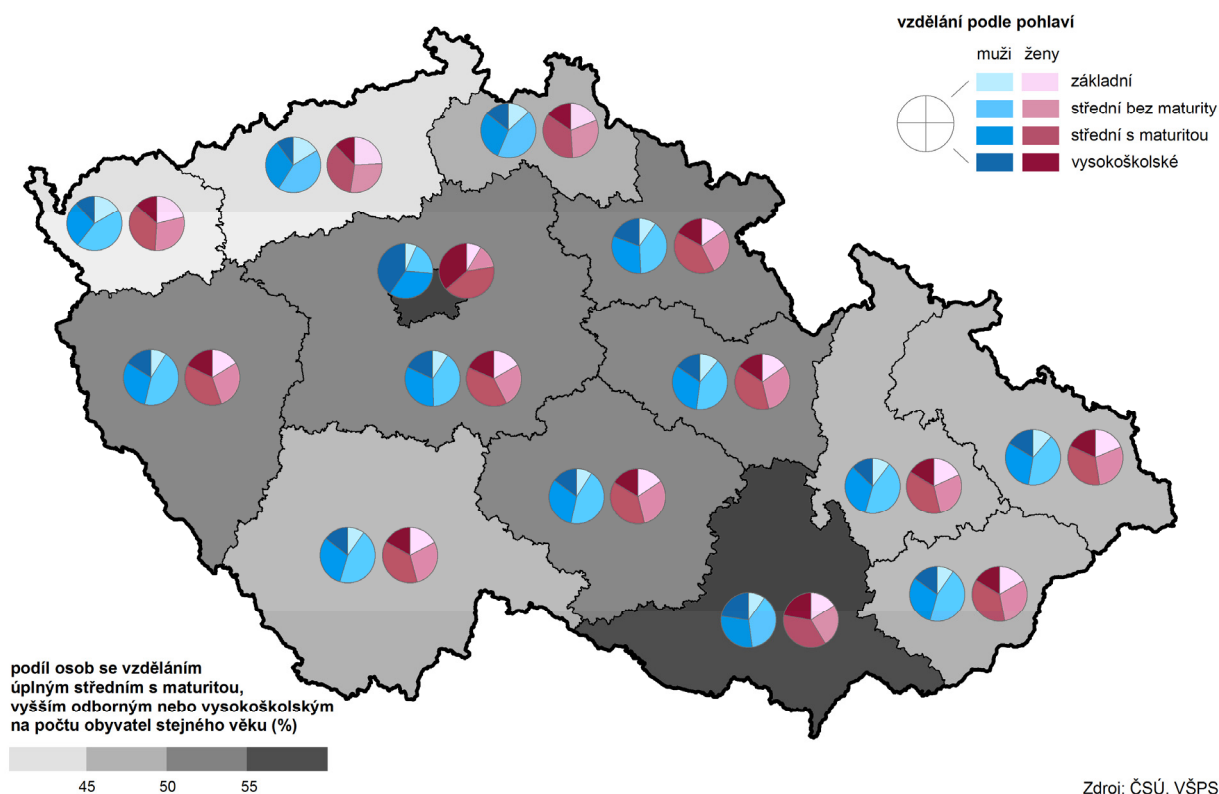 vzdělání podle pohlaví
muži ženy
základní
střední bez maturity
střední s maturitou
vysokoškolské
podíl osob se vzděláním
úplným středním s maturitou,
vyšším odborným nebo vysokoškolským
na počtu obyvatel stejného věku (%)
45 50 55
Zdroj: ČSÚ, VŠPS